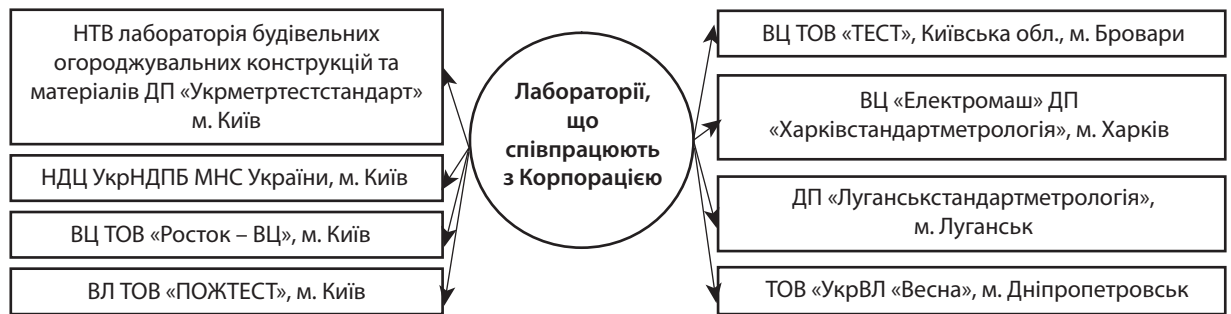 НТВ лабораторія будівельних
огороджувальних конструкцій та
матеріалів ДП «Укрметртестстандарт»
м. Київ
НДЦ УкрНДПБ МНС України, м. Київ
ВЦ ТОВ «Росток – ВЦ», м. Київ
ВЛ ТОВ «ПОЖТЕСТ», м. Київ
Лабораторії,
що
співпрацюють
з Корпорацією
ВЦ ТОВ «ТЕСТ», Київська обл., м. Бровари
ВЦ «Електромаш» ДП
«Харківстандартметрологія», м. Харків
ДП «Луганськстандартметрологія»,
м. Луганськ
ТОВ «УкрВЛ «Весна», м. Дніпропетровськ